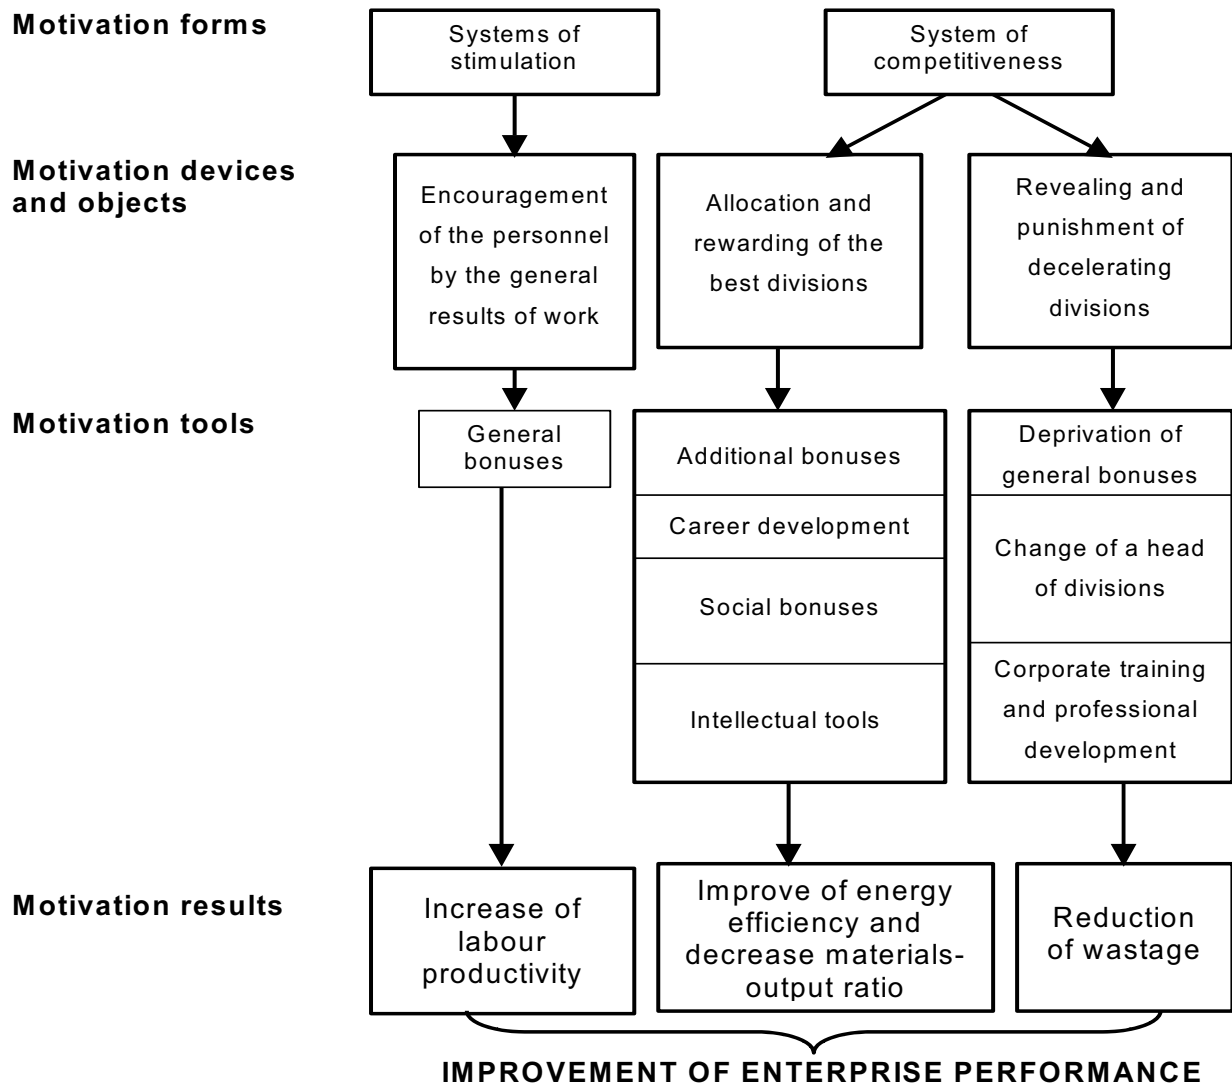 Motivation forms
Systems of
stimulation
System of
competitiveness
Motivation devices
and objects
Encouragement
of the personnel
by the general
results of work
Allocation and
rewarding of the
best divisions
Revealing and
punishment of
decelerating
divisions
Motivation tools
General
bonuses
Additional bonuses
Career development
Social bonuses
Intellectual tools
Deprivation of
general bonuses
Change of a head
of divisions
Corporate training
and professional
development
Motivation results
Increase of
labour
productivity
Improve of energy
efficiency and
decrease materials-
output ratio
Reduction
of wastage
IMPROVEMENT OF ENTERPRISE PERFORMANCE